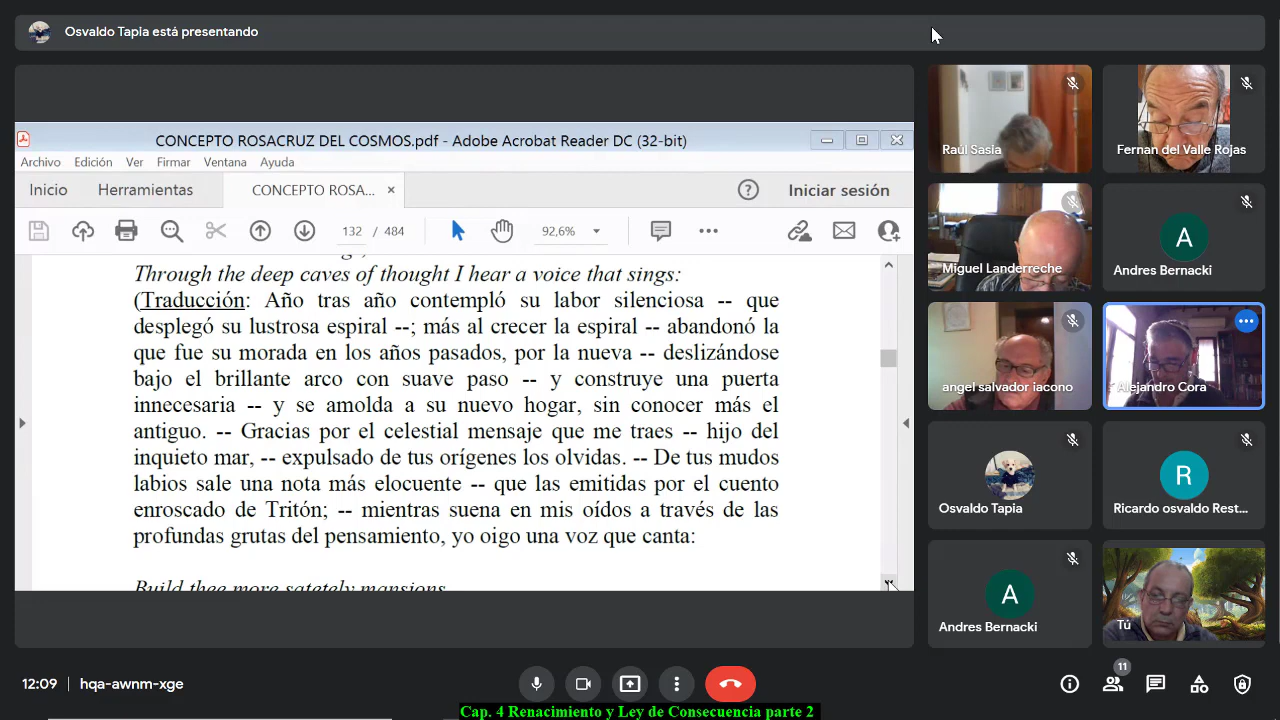 Osvaldo Tapia está presentando
CONCEPTO ROSACRUZ DEL COSMOS.pdf - Adobe Acrobat Reader DC (32-bit)
Archivo Edición Ver Firmar Ventana Ayuda
Inicio Herramientas CONCEPTO ROSA... × Iniciar sesión
132 / 484 92,6%
Through the deep caves of thought I hear a voice that sings:
(Traducción: Año tras año contempló su labor silenciosa -- que
desplegó su lustrosa espiral --; más al crecer la espiral -- abandonó la
que fue su morada en los años pasados, por la nueva -- deslizándose
bajo el brillante arco con suave paso -- y construye una puerta
innecesaria -- y se amolda a su nuevo hogar, sin conocer más el
antiguo. -- Gracias por el celestial mensaje que me traes -- hijo del
inquieto mar, -- expulsado de tus orígenes los olvidas. -- De tus mudos
labios sale una nota más elocuente -- que las emitidas por el cuento
enroscado de Tritón; -- mientras suena en mis oídos a través de las
profundas grutas del pensamiento, yo oigo una voz que canta:
Build thee more satetely mansions
Raúl Sasia
Fernan del Valle Rojas
Miguel Landerreche
A
Andres Bernacki
angel salvador iacono
Alejandro Cora
Osvaldo Tapia
R
Ricardo osvaldo Rest...
A
Andres Bernacki
Tú
12:09 | hqa-awnm-xge
11
Cap. 4 Renacimiento y Ley de Consecuencia parte 2